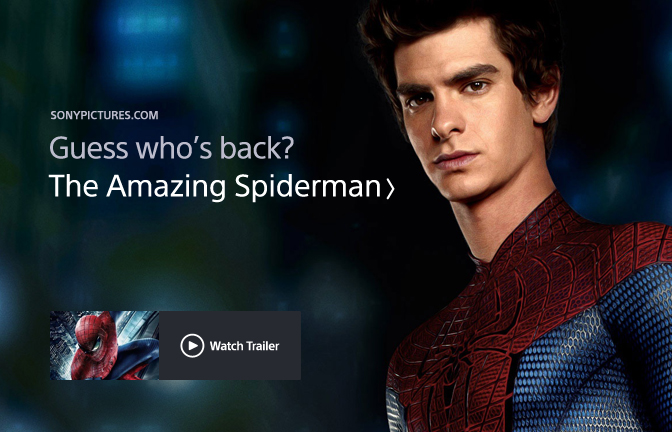 SONYPICTURES.COM
Guess who's back?
The Amazing Spiderman ›
Watch Trailer